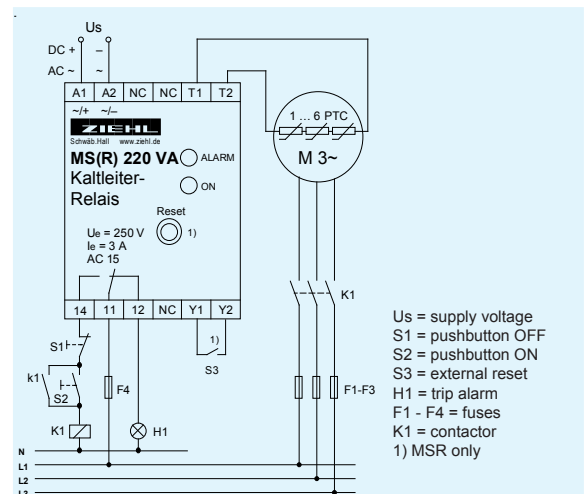 Us
DC + –
AC ~ ~
A1 A2 NC NC T1 T2
~/+ ~/–
ZIEHL
Schwäb.Hall www.ziehl.de
MS(R) 220 VA ALARM
Kaltleiter-
Relais
ON
Reset
1)
Ue = 250 V
Ie = 3 A
AC 15
14 11 12 NC Y1 Y2
1 ... 6 PTC
M 3~
K1
S1
1)
S3
k1
S2
F4
F1-F3
K1
H1
N
L1
L2
L3
Us = supply voltage
S1 = pushbutton OFF
S2 = pushbutton ON
S3 = external reset
H1 = trip alarm
F1 - F4 = fuses
K1 = contactor
1) MSR only